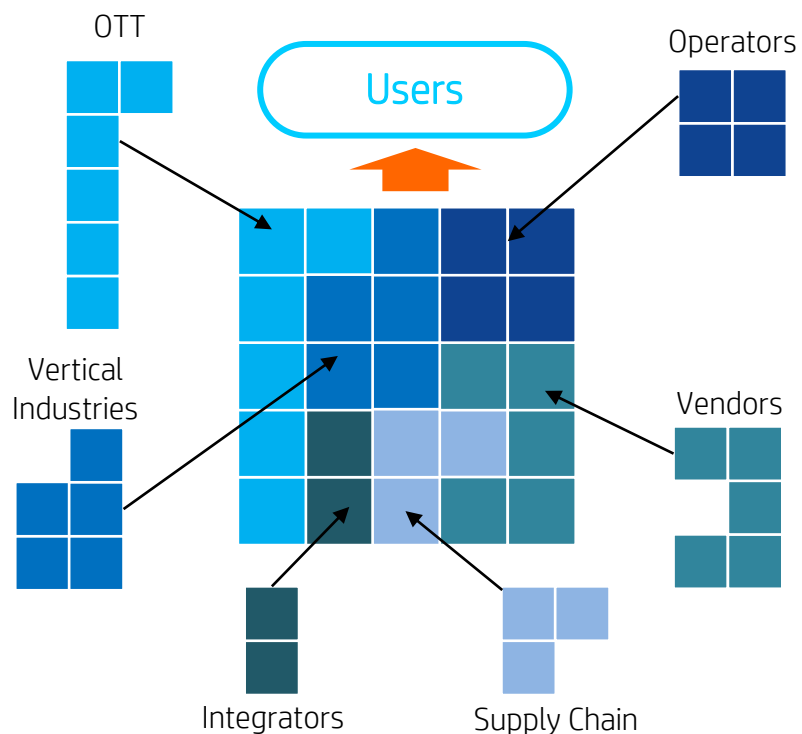 OTT
Users
Operators
Vertical
Industries
Vendors
Integrators
Supply Chain